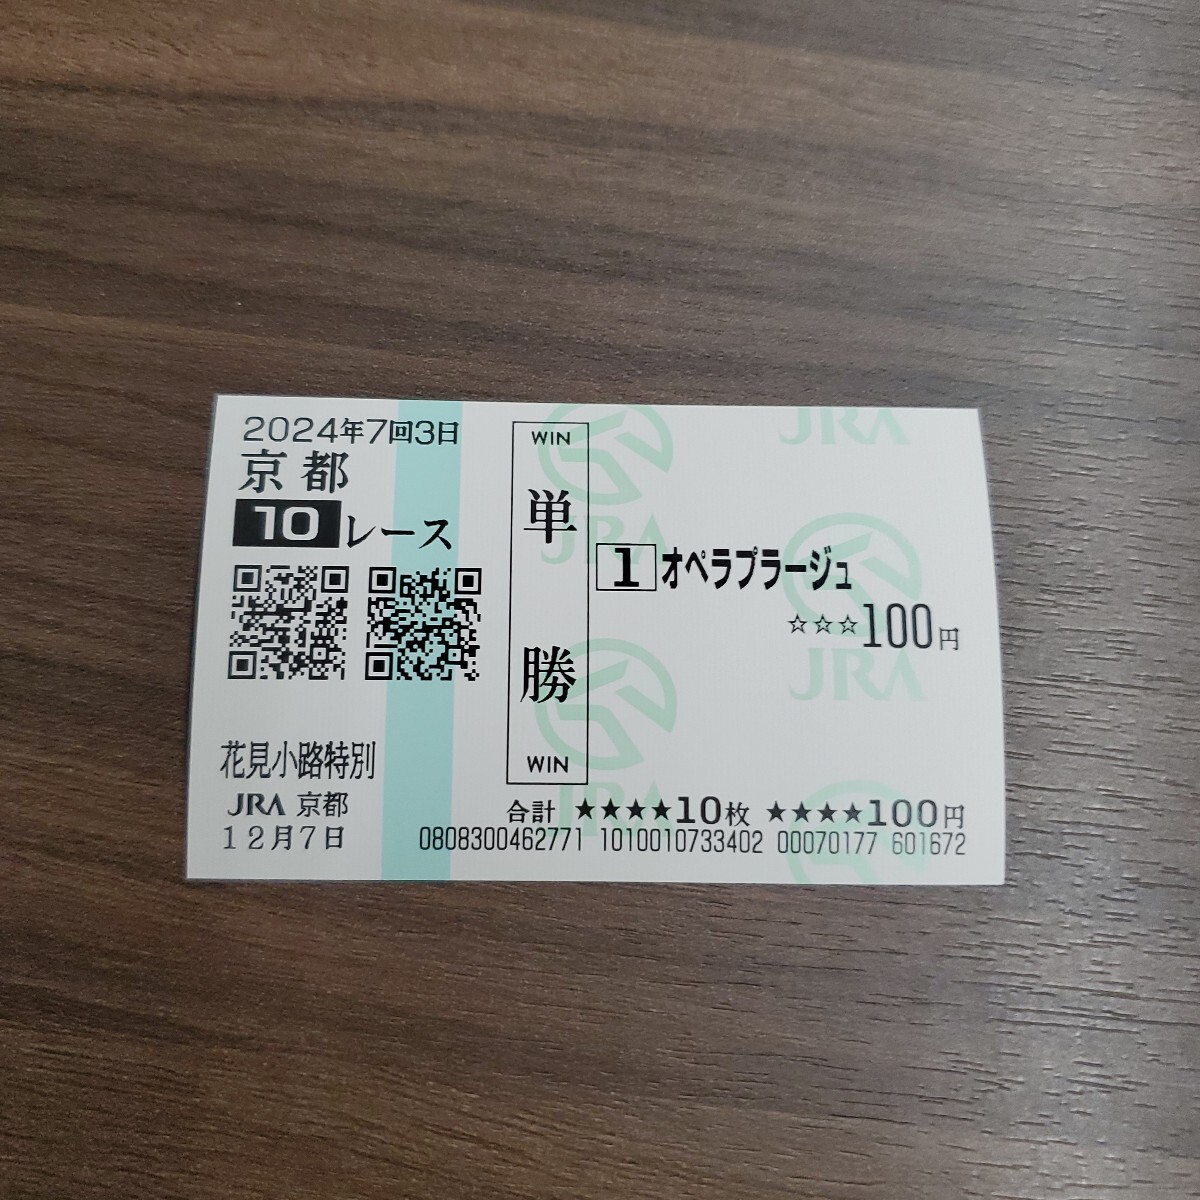 2024年7回3日
京都
10レース
花見小路特別
JRA 京都
12月7日
WIN
単勝
WIN
1 オペラプラージュ
☆☆☆100円
合計 ★★★★10枚 ★★★★100円
0808300462771 1010010733402 00070177 601672
JRA
JRA
JRA
JRA